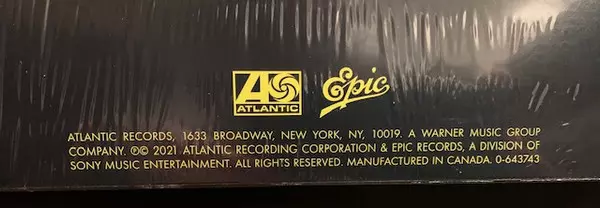 ATLANTIC
Epic
ATLANTIC RECORDS, 1633 BROADWAY, NEW YORK, NY, 10019. A WARNER MUSIC GROUP
COMPANY. ℗© 2021 ATLANTIC RECORDING CORPORATION & EPIC RECORDS, A DIVISION OF
SONY MUSIC ENTERTAINMENT. ALL RIGHTS RESERVED. MANUFACTURED IN CANADA. 0-643743